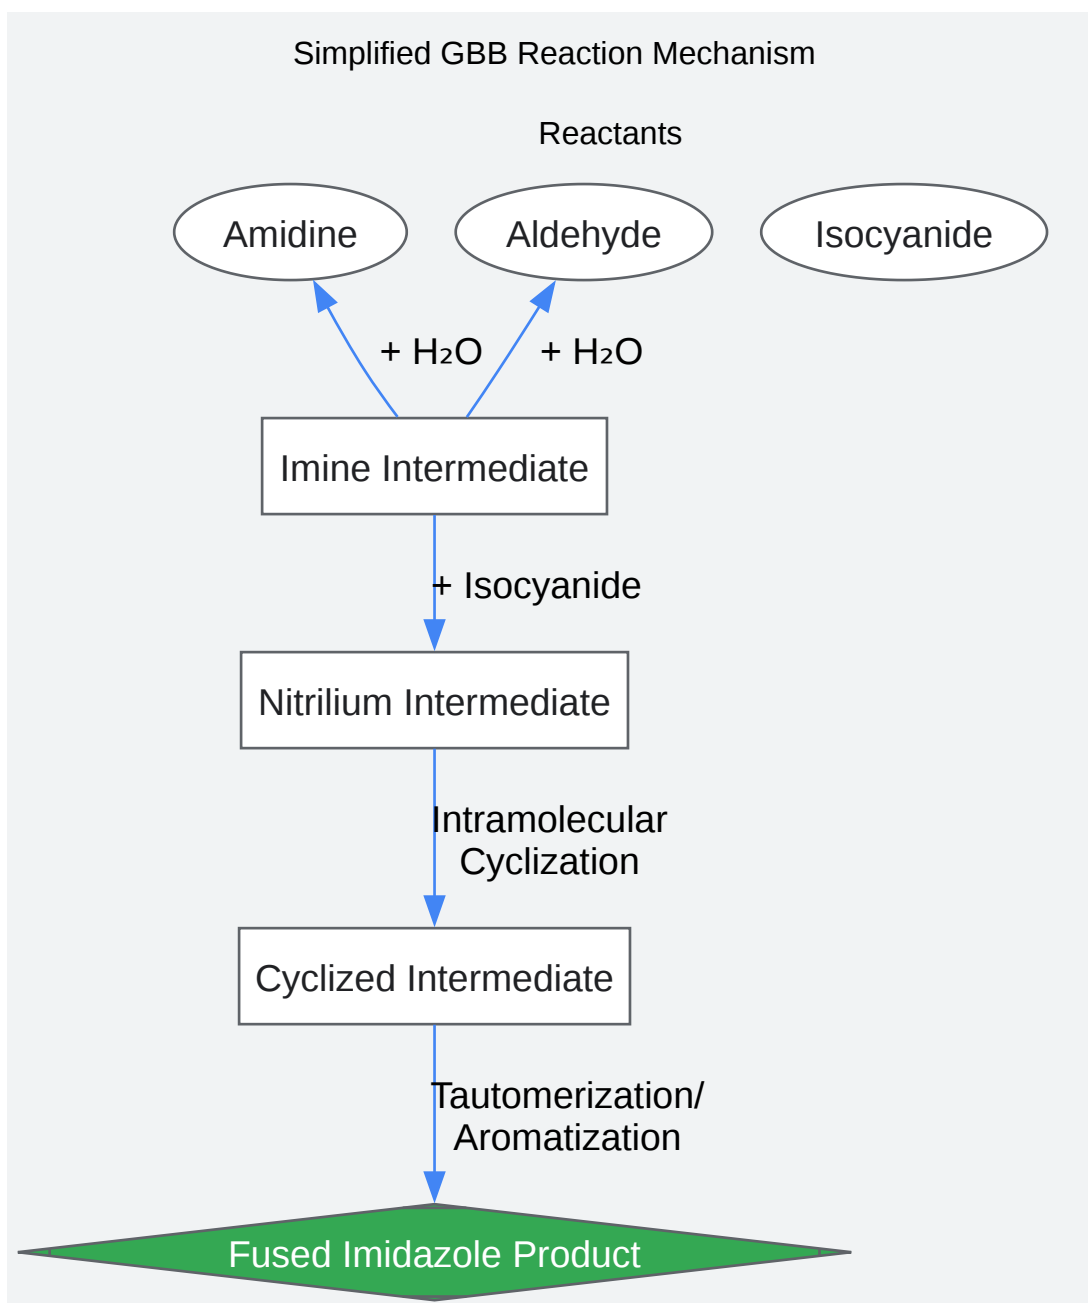 Simplified GBB Reaction Mechanism
Reactants
Amidine
Aldehyde
Isocyanide
+ H₂O
+ H₂O
Imine Intermediate
+ Isocyanide
Nitrilium Intermediate
Intramolecular
Cyclization
Cyclized Intermediate
Tautomerization/
Aromatization
Fused Imidazole Product